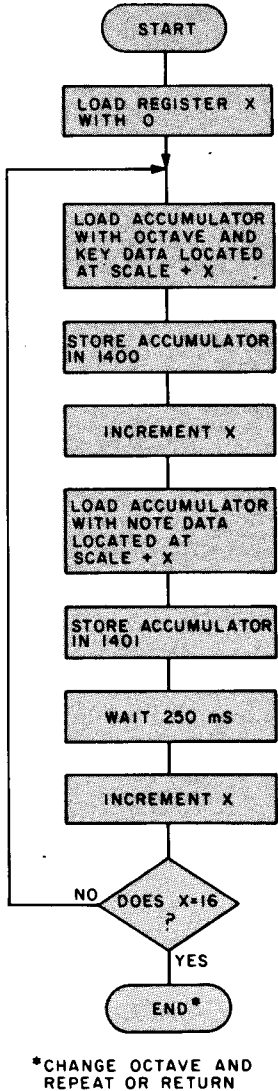 START
LOAD REGISTER X
WITH 0
LOAD ACCUMULATOR
WITH OCTAVE AND
KEY DATA LOCATED
AT SCALE + X
STORE ACCUMULATOR
IN 1400
INCREMENT X
LOAD ACCUMULATOR
WITH NOTE DATA
LOCATED AT
SCALE + X
STORE ACCUMULATOR
IN 1401
WAIT 250 mS
INCREMENT X
NO
DOES X=16
?
YES
END*
*CHANGE OCTAVE AND
REPEAT OR RETURN